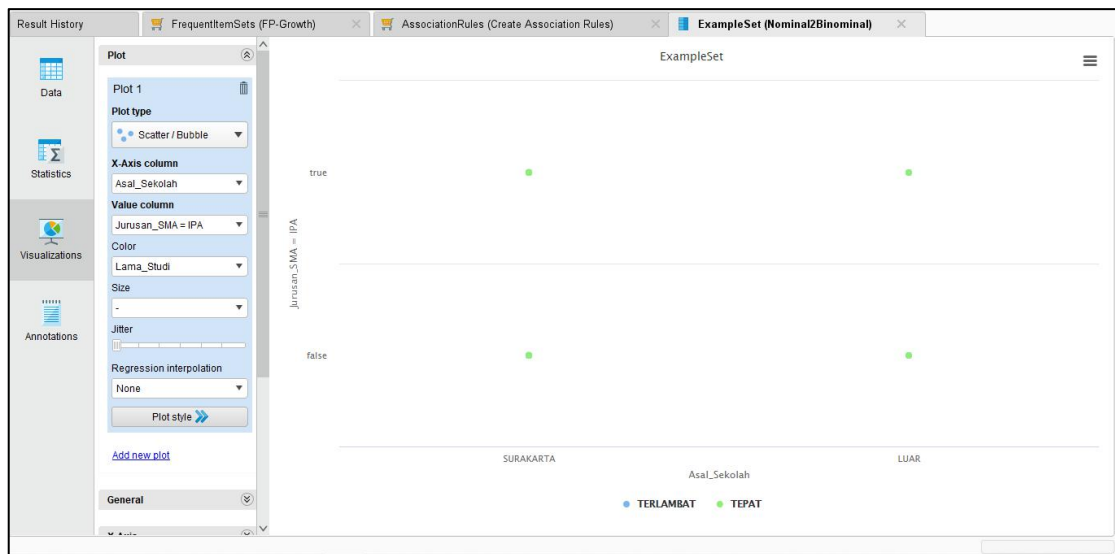 Result History
FrequentItemSets (FP-Growth)
AssociationRules (Create Association Rules)
ExampleSet (Nominal2Binominal)
Data
Statistics
Visualizations
Annotations
Plot
Plot 1
Plot type
Scatter / Bubble
X-Axis column
Asal_Sekolah
Value column
Jurusan_SMA = IPA
Color
Lama_Studi
Size
-
Jitter
Regression interpolation
None
Plot style
Add new plot
General
ExampleSet
true
false
Jurusan_SMA = IPA
SURAKARTA
LUAR
Asal_Sekolah
TERLAMBAT
TEPAT